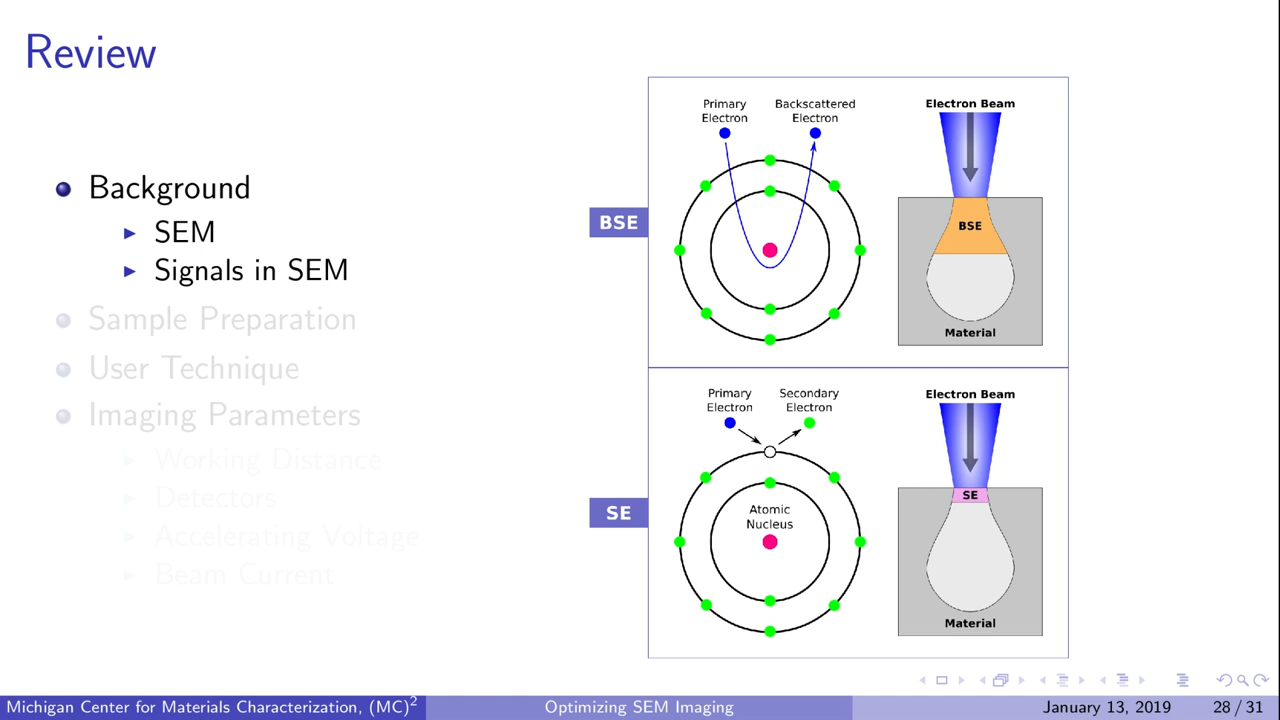 Review
Background
SEM
Signals in SEM
Sample Preparation
User Technique
Imaging Parameters
Working Distance
Detectors
Accelerating Voltage
Beam Current
BSE
Primary
Electron
Backscattered
Electron
Electron Beam
BSE
Material
SE
Primary
Electron
Secondary
Electron
Atomic
Nucleus
Electron Beam
SE
Material
Michigan Center for Materials Characterization, (MC)²
Optimizing SEM Imaging
January 13, 2019
28 / 31